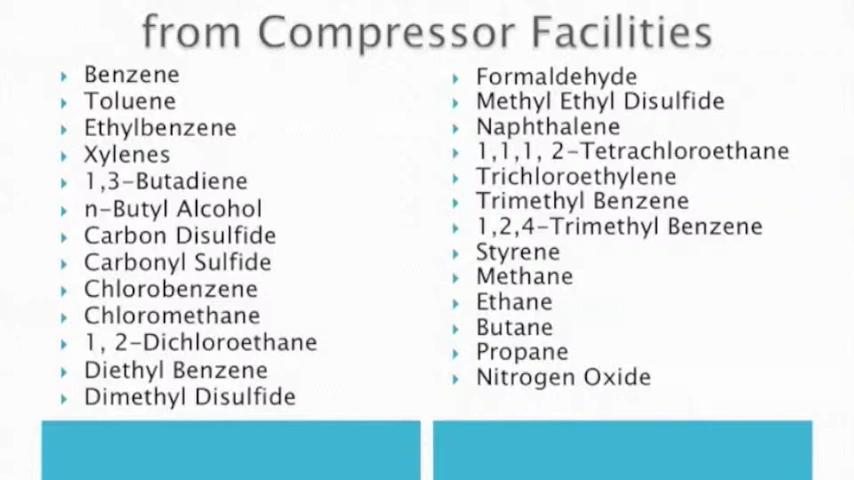 from Compressor Facilities
Benzene
Toluene
Ethylbenzene
Xylenes
1,3-Butadiene
n-Butyl Alcohol
Carbon Disulfide
Carbonyl Sulfide
Chlorobenzene
Chloromethane
1, 2-Dichloroethane
Diethyl Benzene
Dimethyl Disulfide
Formaldehyde
Methyl Ethyl Disulfide
Naphthalene
1,1,1, 2-Tetrachloroethane
Trichloroethylene
Trimethyl Benzene
1,2,4-Trimethyl Benzene
Styrene
Methane
Ethane
Butane
Propane
Nitrogen Oxide